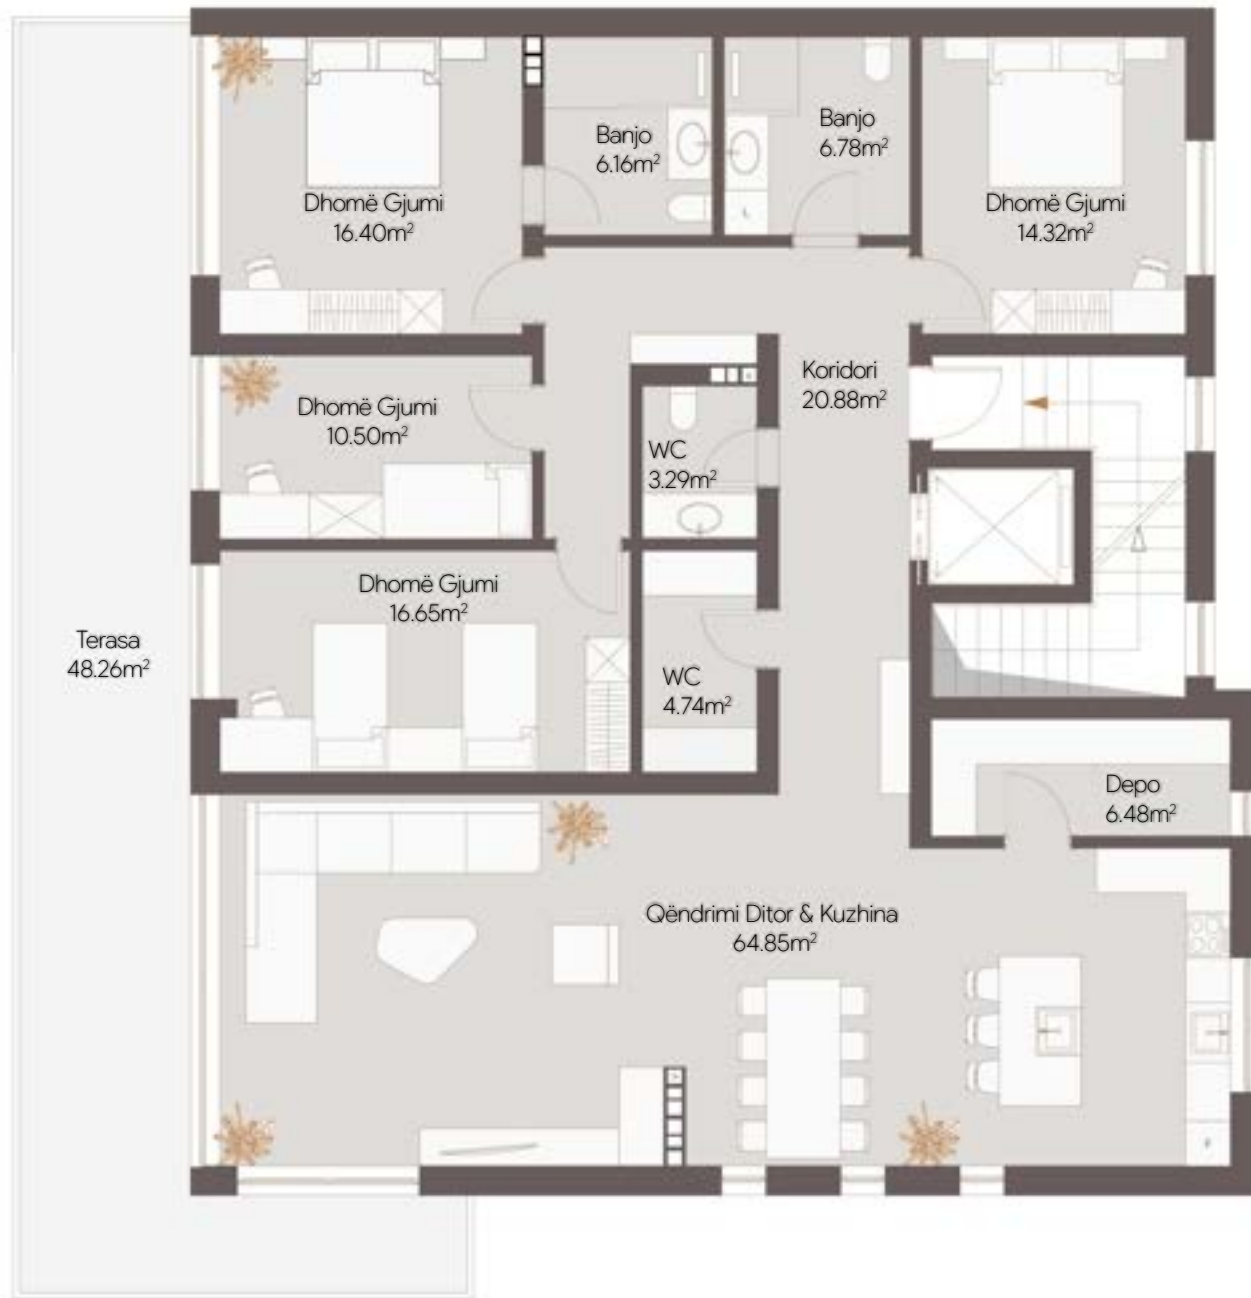 Banjo
6.16m²
Banjo
6.78m²
Dhomë Gjumi
16.40m²
Dhomë Gjumi
14.32m²
Koridori
20.88m²
Dhomë Gjumi
10.50m²
WC
3.29m²
Dhomë Gjumi
16.65m²
Terasa
48.26m²
WC
4.74m²
Depo
6.48m²
Qëndrimi Ditor & Kuzhina
64.85m²